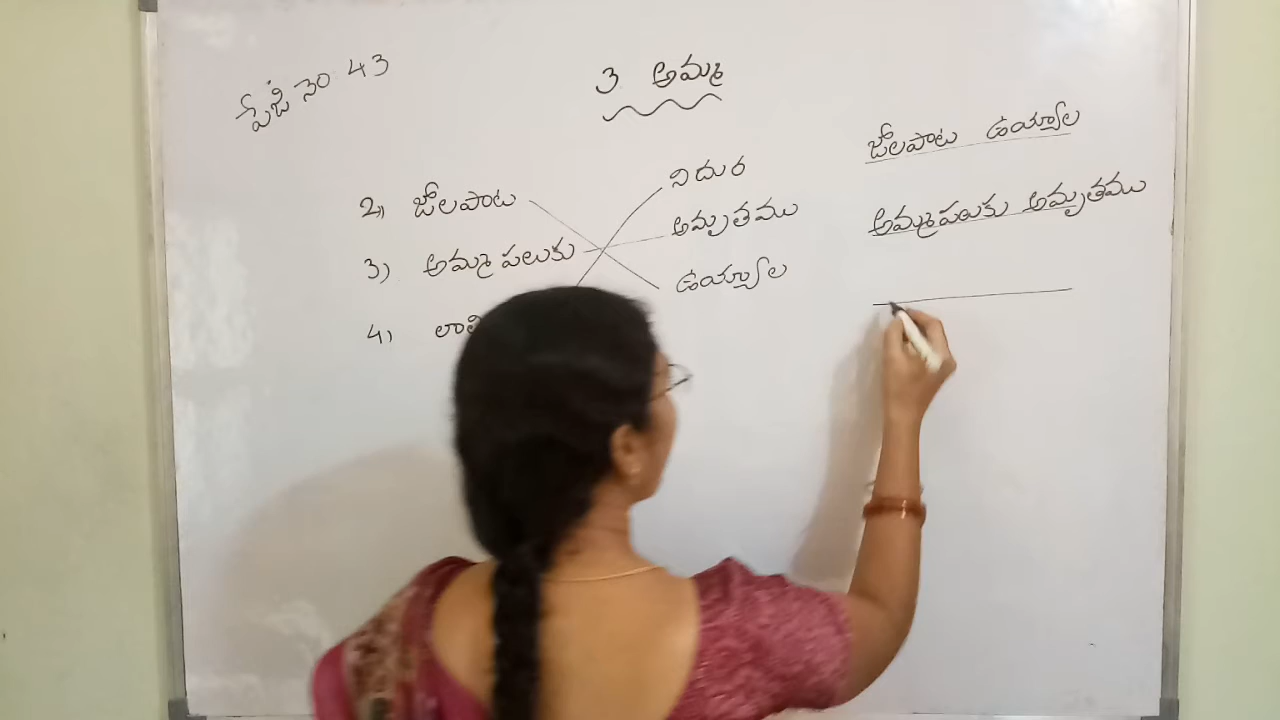 పేజి నెం 43
3 అమ్మ
2) జోలపాట
3) అమ్మ పలుకు
4)
నిదుర
అమృతము
ఉయ్యాల
జోలపాట ఉయ్యాల
అమ్మపలుకు అమృతము